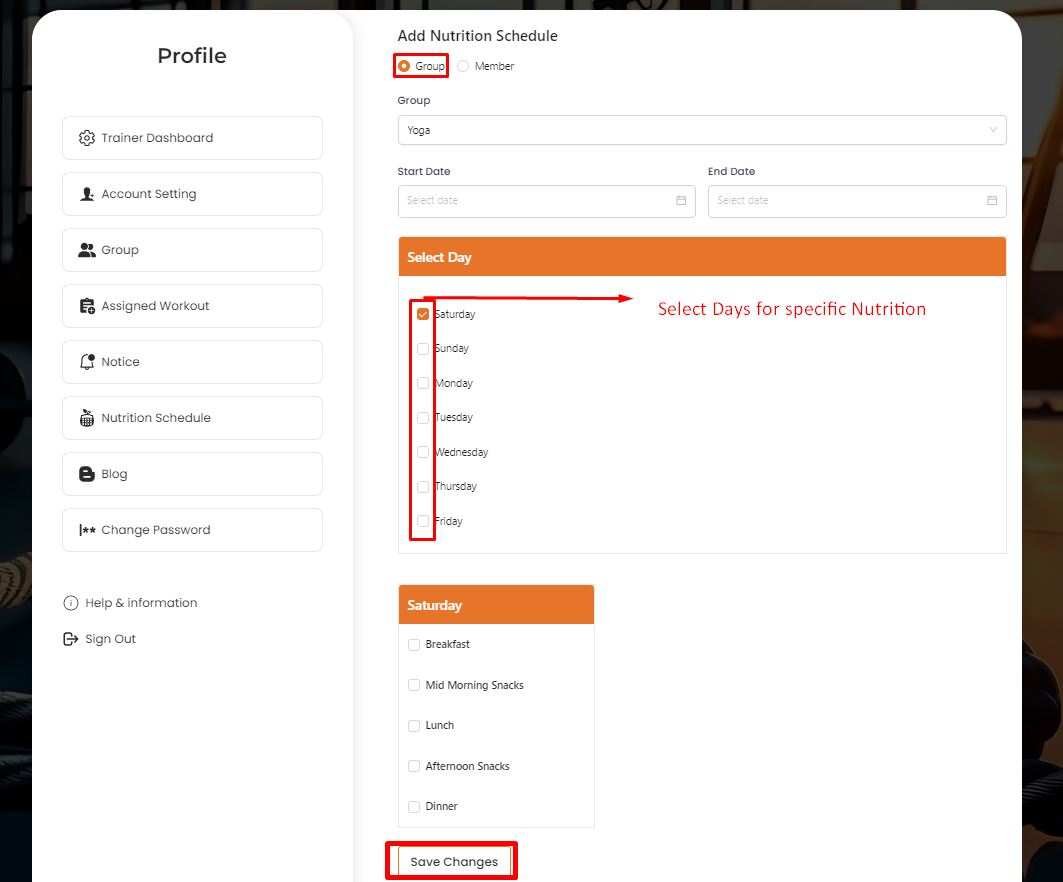 Profile
Trainer Dashboard
Account Setting
Group
Assigned Workout
Notice
Nutrition Schedule
Blog
Change Password
Help & information
Sign Out
Add Nutrition Schedule
Group Member
Group
Yoga
Start Date End Date
Select date Select date
Select Day
Saturday
Select Days for specific Nutrition
Sunday
Monday
Tuesday
Wednesday
Thursday
Friday
Saturday
Breakfast
Mid Morning Snacks
Lunch
Afternoon Snacks
Dinner
Save Changes